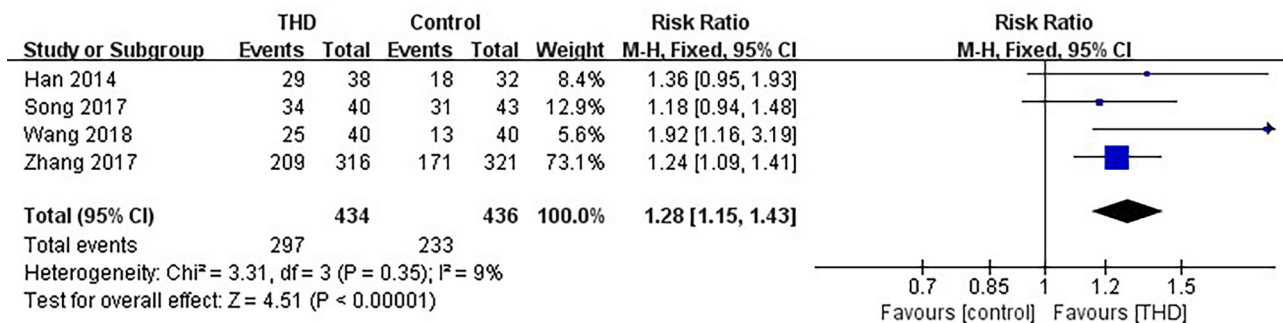 THD Control Risk Ratio Risk Ratio
Study or Subgroup Events Total Events Total Weight M-H, Fixed, 95% CI M-H, Fixed, 95% CI
Han 2014 29 38 18 32 8.4% 1.36 [0.95, 1.93]
Song 2017 34 40 31 43 12.9% 1.18 [0.94, 1.48]
Wang 2018 25 40 13 40 5.6% 1.92 [1.16, 3.19]
Zhang 2017 209 316 171 321 73.1% 1.24 [1.09, 1.41]
Total (95% CI) 434 436 100.0% 1.28 [1.15, 1.43]
Total events 297 233
Heterogeneity: Chi² = 3.31, df = 3 (P = 0.35); I² = 9%
Test for overall effect: Z = 4.51 (P < 0.00001)
0.7 0.85 1 1.2 1.5
Favours [control] Favours [THD]